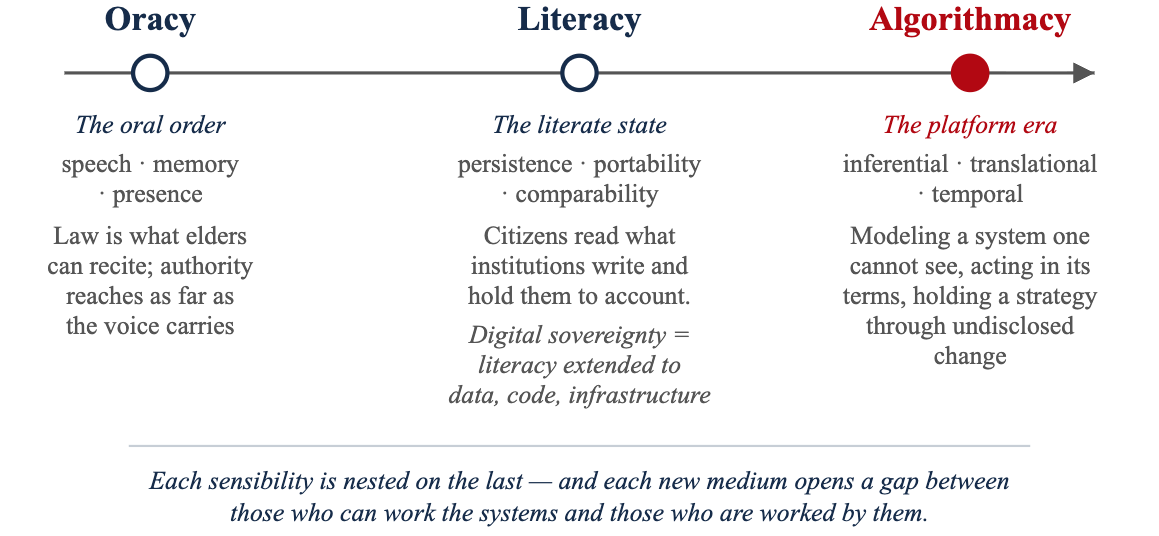 Oracy
Literacy
Algorithmacy
The oral order
speech · memory
· presence
Law is what elders
can recite; authority
reaches as far as
the voice carries
The literate state
persistence · portability
· comparability
Citizens read what
institutions write and
hold them to account.
Digital sovereignty =
literacy extended to
data, code, infrastructure
The platform era
inferential · translational
· temporal
Modeling a system one
cannot see, acting in its
terms, holding a strategy
through undisclosed
change
Each sensibility is nested on the last — and each new medium opens a gap between
those who can work the systems and those who are worked by them.